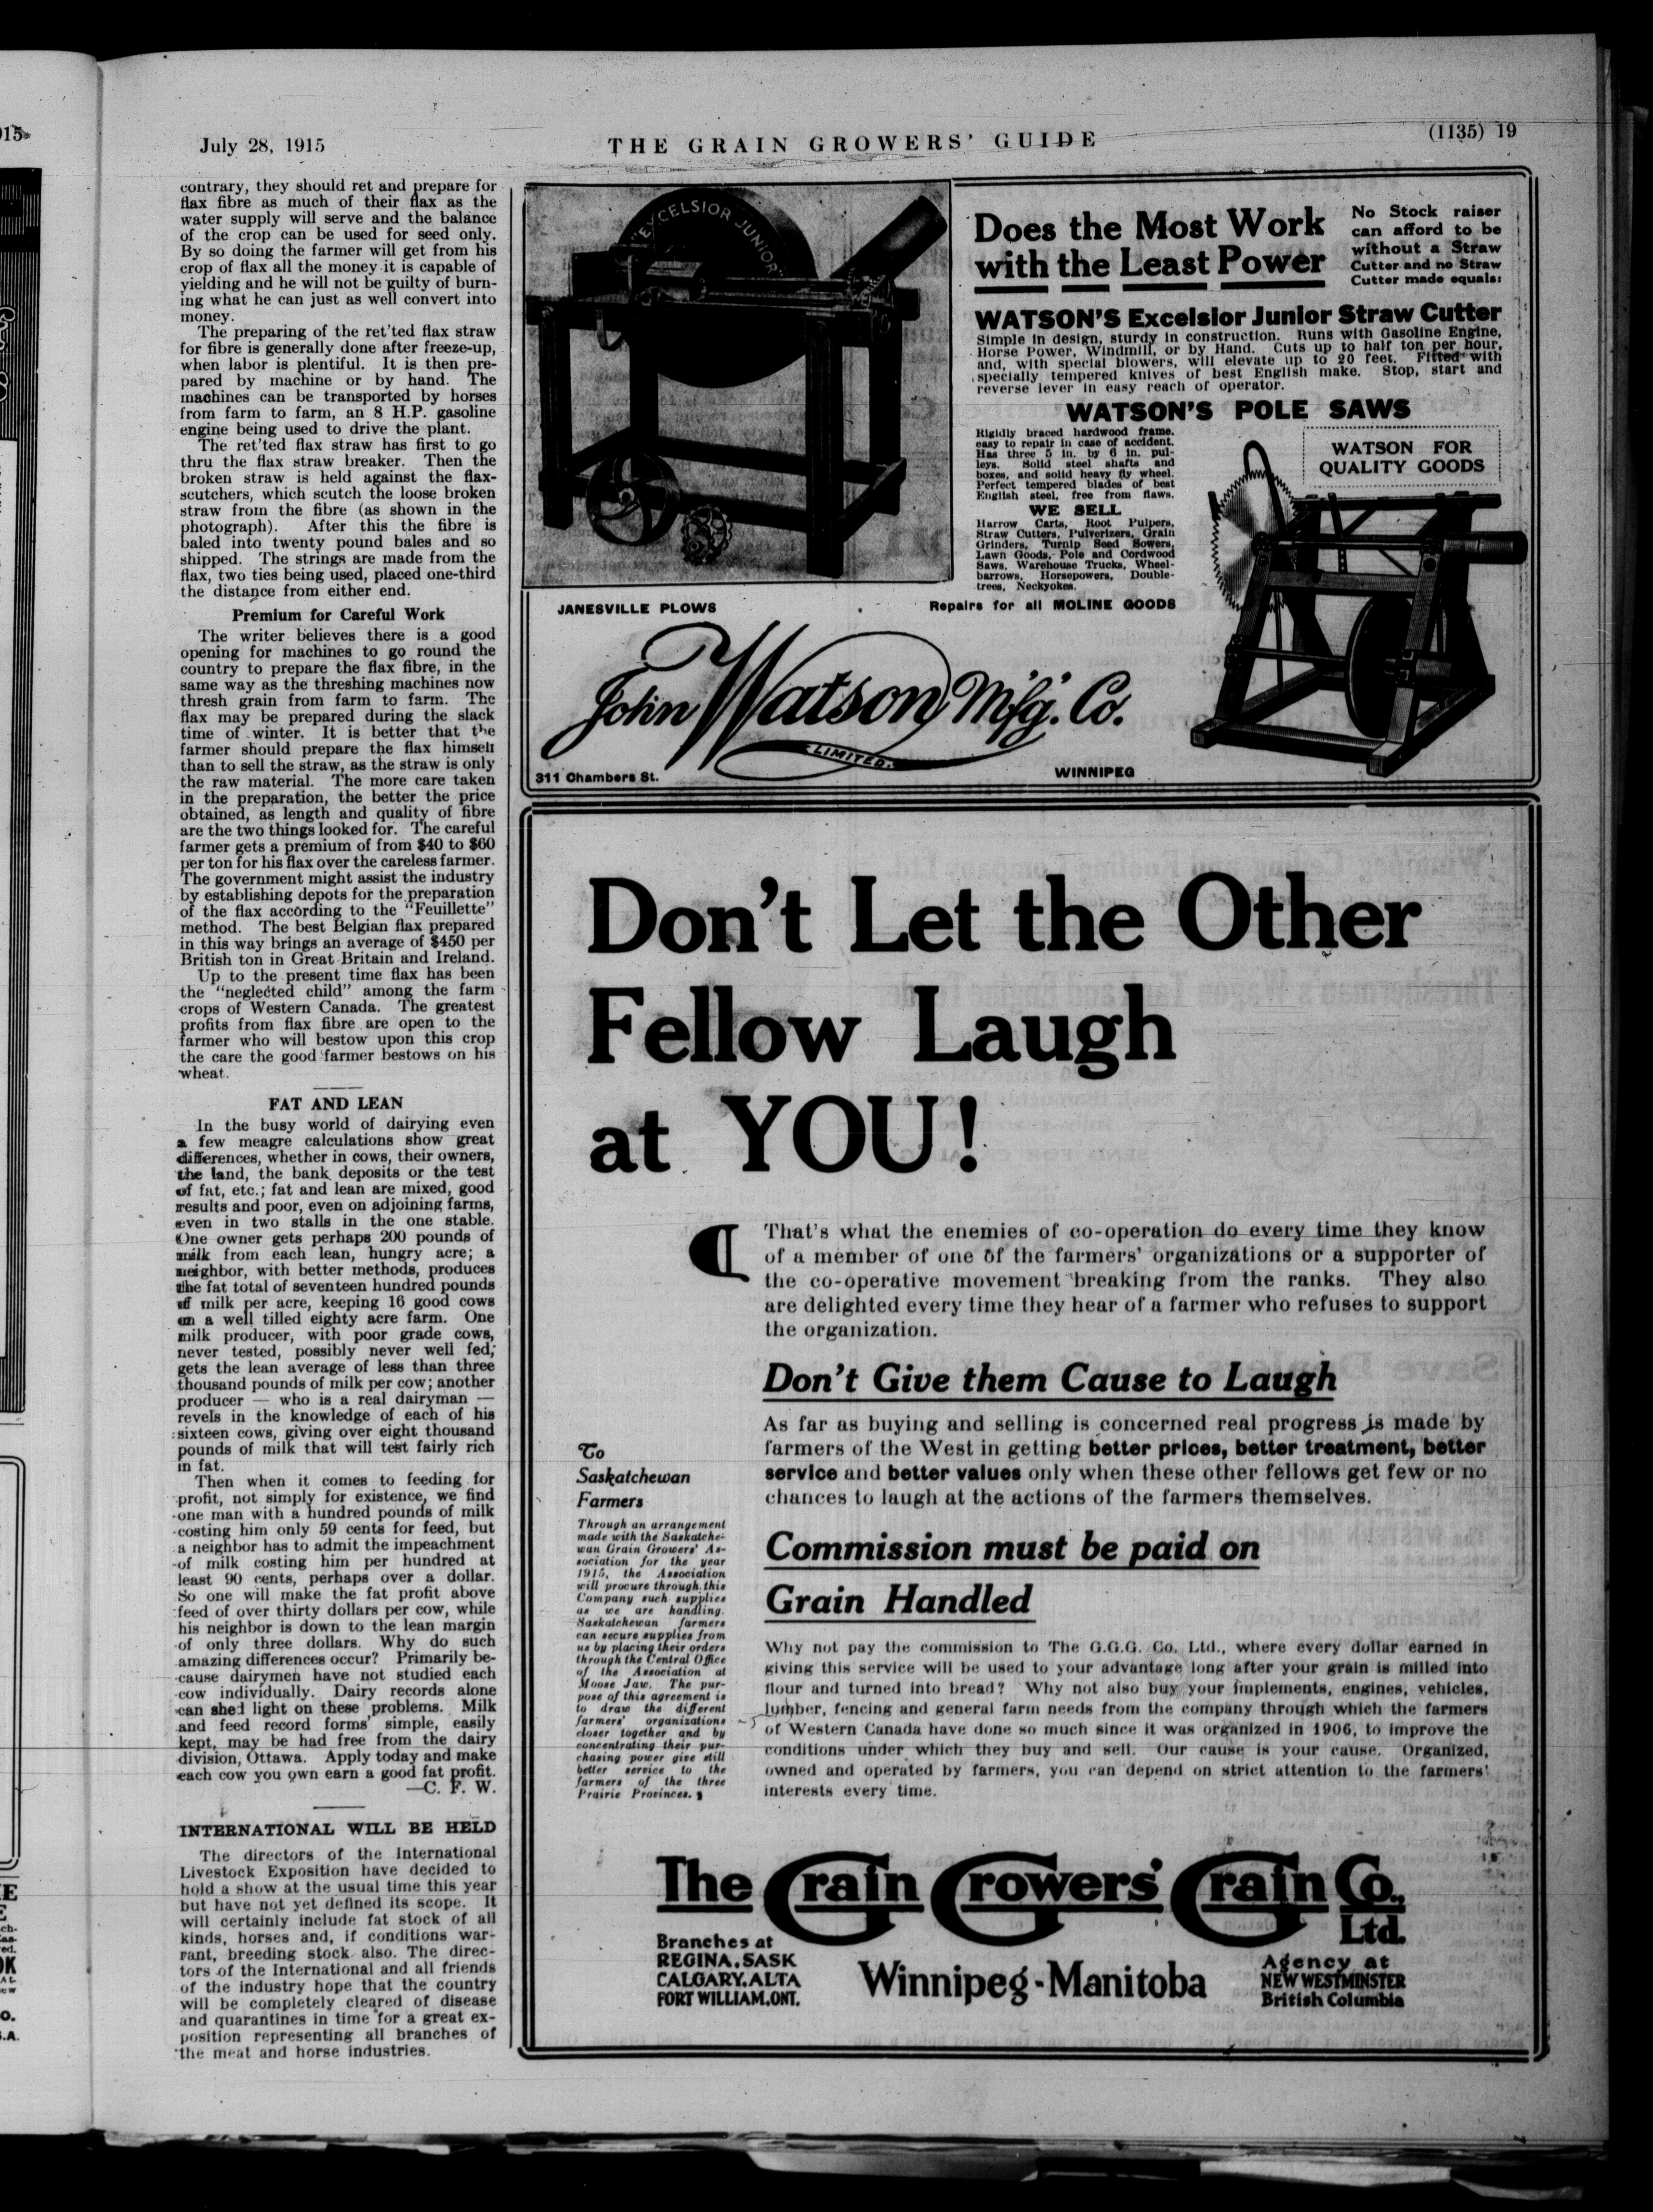 July 28, 1915
THE GRAIN GROWERS' GUIDE
(1135) 19
contrary, they should ret and prepare for
flax fibre as much of their flax as the
water supply will serve and the balance
of the crop can be used for seed only.
By so doing the farmer will get from his
crop of flax all the money it is capable of
yielding and he will not be guilty of burn-
ing what he can just as well convert into
money.
The preparing of the ret'ted flax straw
for fibre is generally done after freeze-up,
when labor is plentiful. It is then pre-
pared by machine or by hand. The
machines can be transported by horses
from farm to farm, an 8 H.P. gasoline
engine being used to drive the plant.
The ret'ted flax straw has first to go
thru the flax straw breaker. Then the
broken straw is held against the flax-
scutchers, which scutch the loose broken
straw from the fibre (as shown in the
photograph). After this the fibre is
baled into twenty pound bales and so
shipped. The strings are made from the
flax, two ties being used, placed one-third
the distance from either end.
Premium for Careful Work
The writer believes there is a good
opening for machines to go round the
country to prepare the flax fibre, in the
same way as the threshing machines now
thresh grain from farm to farm. The
flax may be prepared during the slack
time of winter. It is better that the
farmer should prepare the flax himself
than to sell the straw, as the straw is only
the raw material. The more care taken
in the preparation, the better the price
obtained, as length and quality of fibre
are the two things looked for. The careful
farmer gets a premium of from $40 to $60
per ton for his flax over the careless farmer.
The government might assist the industry
by establishing depots for the preparation
of the flax according to the "Feuillette"
method. The best Belgian flax prepared
in this way brings an average of $450 per
British ton in Great Britain and Ireland.
Up to the present time flax has been
the "neglected child" among the farm
crops of Western Canada. The greatest
profits from flax fibre are open to the
farmer who will bestow upon this crop
the care the good farmer bestows on his
wheat.
FAT AND LEAN
In the busy world of dairying even
a few meagre calculations show great
differences, whether in cows, their owners,
the land, the bank deposits or the test
of fat, etc.; fat and lean are mixed, good
results and poor, even on adjoining farms,
even in two stalls in the one stable.
One owner gets perhaps 200 pounds of
milk from each lean, hungry acre; a
neighbor, with better methods, produces
the fat total of seventeen hundred pounds
of milk per acre, keeping 16 good cows
on a well tilled eighty acre farm. One
milk producer, with poor grade cows,
never tested, possibly never well fed,
gets the lean average of less than three
thousand pounds of milk per cow; another
producer — who is a real dairyman —
revels in the knowledge of each of his
sixteen cows, giving over eight thousand
pounds of milk that will test fairly rich
in fat.
Then when it comes to feeding for
profit, not simply for existence, we find
one man with a hundred pounds of milk
costing him only 59 cents for feed, but
a neighbor has to admit the impeachment
of milk costing him per hundred at
least 90 cents, perhaps over a dollar.
So one will make the fat profit above
feed of over thirty dollars per cow, while
his neighbor is down to the lean margin
of only three dollars. Why do such
amazing differences occur? Primarily be-
cause dairymen have not studied each
cow individually. Dairy records alone
can shed light on these problems. Milk
and feed record forms simple, easily
kept, may be had free from the dairy
division, Ottawa. Apply today and make
each cow you own earn a good fat profit.
—C. F. W.
INTERNATIONAL WILL BE HELD
The directors of the International
Livestock Exposition have decided to
hold a show at the usual time this year
but have not yet defined its scope. It
will certainly include fat stock of all
kinds, horses and, if conditions war-
rant, breeding stock also. The direc-
tors of the International and all friends
of the industry hope that the country
will be completely cleared of disease
and quarantines in time for a great ex-
position representing all branches of
the meat and horse industries.
EXCELSIOR JUNIOR
Does the Most Work
with the Least Power
No Stock raiser
can afford to be
without a Straw
Cutter and no Straw
Cutter made equals:
WATSON'S Excelsior Junior Straw Cutter
Simple in design, sturdy in construction. Runs with Gasoline Engine,
Horse Power, Windmill, or by Hand. Cuts up to half ton per hour,
and, with special blowers, will elevate up to 20 feet. Fitted with
specially tempered knives of best English make. Stop, start and
reverse lever in easy reach of operator.
WATSON'S POLE SAWS
Rigidly braced hardwood frame,
easy to repair in case of accident.
Has three 5 in. by 6 in. pul-
leys. Solid steel shafts and
boxes, and solid heavy fly wheel.
Perfect tempered blades of best
English steel, free from flaws.
WE SELL
Harrow Carts, Root Pulpers,
Straw Cutters, Pulverizers, Grain
Grinders, Turnip Seed Sowers,
Lawn Goods, Pole and Cordwood
Saws, Warehouse Trucks, Wheel-
barrows, Horsepowers, Double-
trees, Neckyokes.
WATSON FOR
QUALITY GOODS
JANESVILLE PLOWS
Repairs for all MOLINE GOODS
John Watson Mfg. Co.
LIMITED
311 Chambers St.
WINNIPEG
Don't Let the Other
Fellow Laugh
at YOU!
That's what the enemies of co-operation do every time they know
of a member of one of the farmers' organizations or a supporter of
the co-operative movement breaking from the ranks. They also
are delighted every time they hear of a farmer who refuses to support
the organization.
Don't Give them Cause to Laugh
As far as buying and selling is concerned real progress is made by
farmers of the West in getting better prices, better treatment, better
service and better values only when these other fellows get few or no
chances to laugh at the actions of the farmers themselves.
Commission must be paid on
Grain Handled
Why not pay the commission to The G.G.G. Co. Ltd., where every dollar earned in
giving this service will be used to your advantage long after your grain is milled into
flour and turned into bread? Why not also buy your implements, engines, vehicles,
lumber, fencing and general farm needs from the company through which the farmers
of Western Canada have done so much since it was organized in 1906, to improve the
conditions under which they buy and sell. Our cause is your cause. Organized,
owned and operated by farmers, you can depend on strict attention to the farmers'
interests every time.
To
Saskatchewan
Farmers
Through an arrangement
made with the Saskatche-
wan Grain Growers' As-
sociation for the year
1915, the Association
will procure through this
Company such supplies
as we are handling.
Saskatchewan farmers
can secure supplies from
us by placing their orders
through the Central Office
of the Association at
Moose Jaw. The pur-
pose of this agreement is
to draw the different
farmers' organizations
closer together and by
concentrating their pur-
chasing power give still
better service to the
farmers of the three
Prairie Provinces.
The Grain Growers' Grain Co., Ltd.
Branches at
REGINA, SASK
CALGARY, ALTA
FORT WILLIAM, ONT.
Winnipeg-Manitoba
Agency at
NEW WESTMINSTER
British Columbia